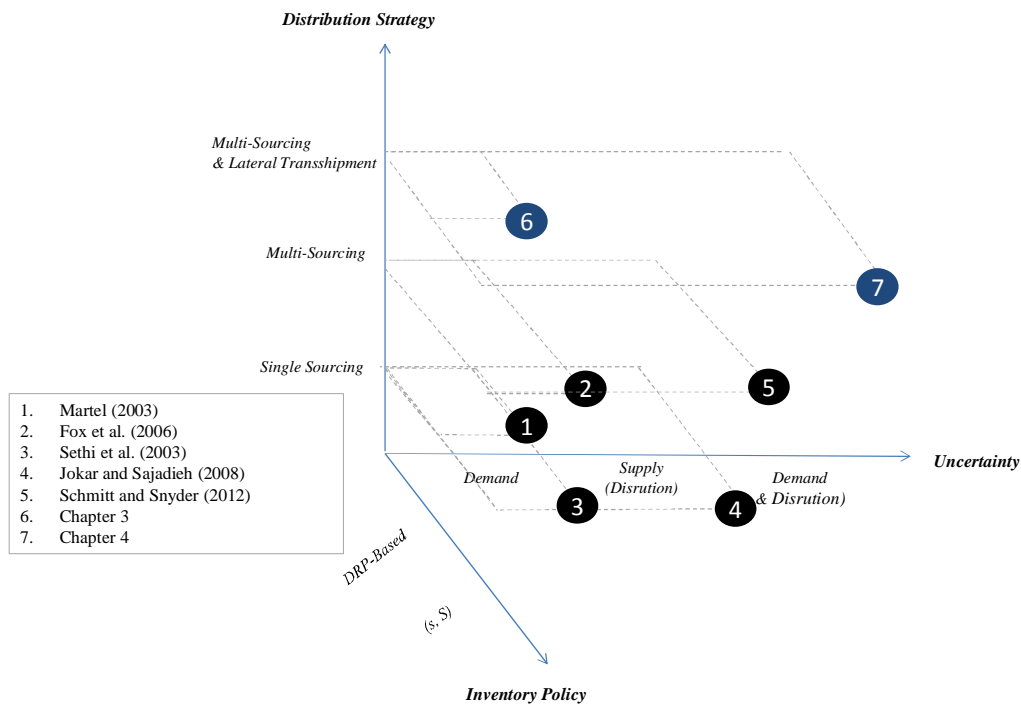 Distribution Strategy
Multi-Sourcing
& Lateral Transshipment
6
Multi-Sourcing
7
Single Sourcing
2
5
1
1. Martel (2003)
2. Fox et al. (2006)
3. Sethi et al. (2003)
4. Jokar and Sajadieh (2008)
5. Schmitt and Snyder (2012)
6. Chapter 3
7. Chapter 4
Uncertainty
Demand
Supply
(Disrution)
Demand
& Disrution)
3
4
DRP-Based
(s, S)
Inventory Policy